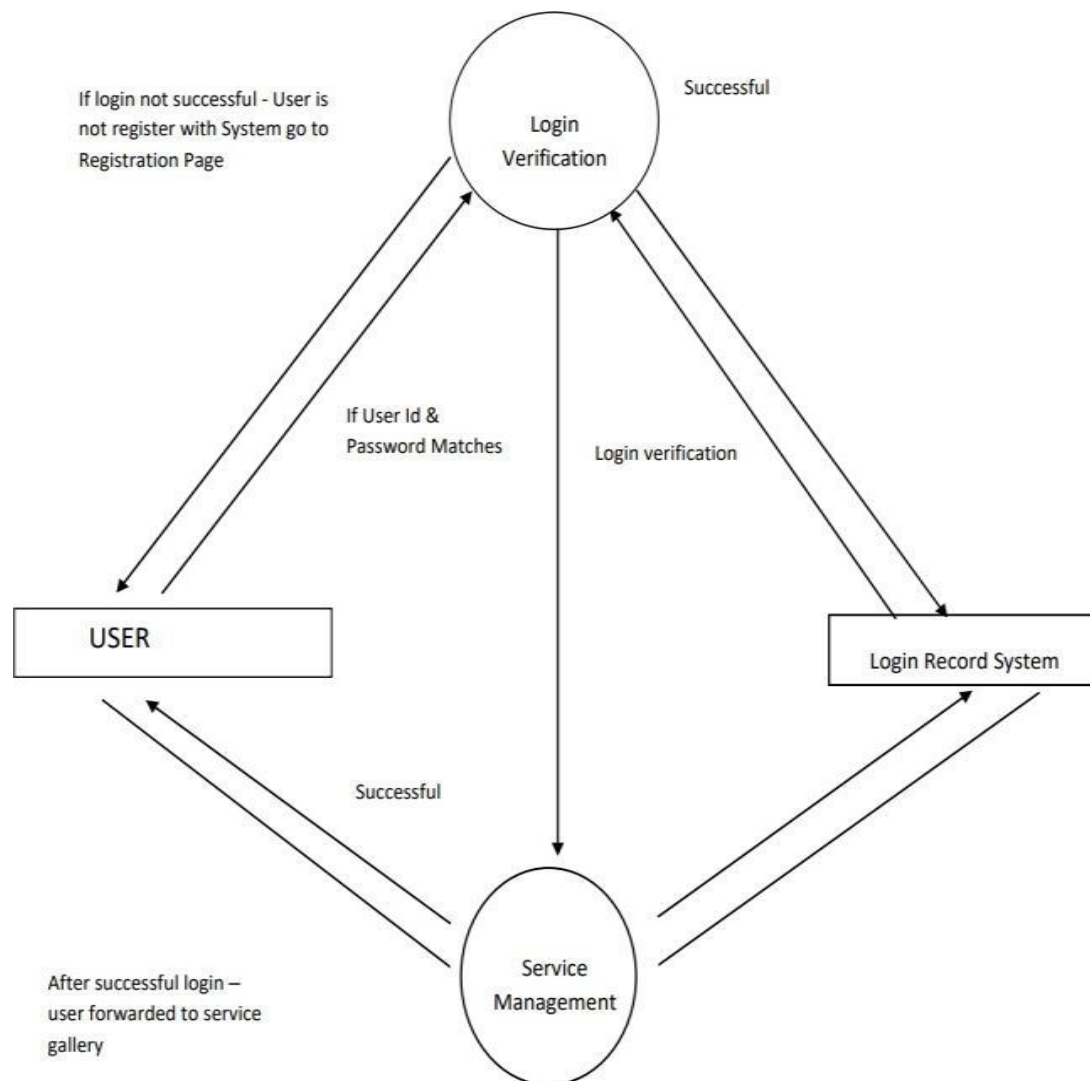 Successful
If login not successful - User is
not register with System go to
Registration Page
Login
Verification
If User Id &
Password Matches
Login verification
USER
Login Record System
Successful
Service
Management
After successful login –
user forwarded to service
gallery